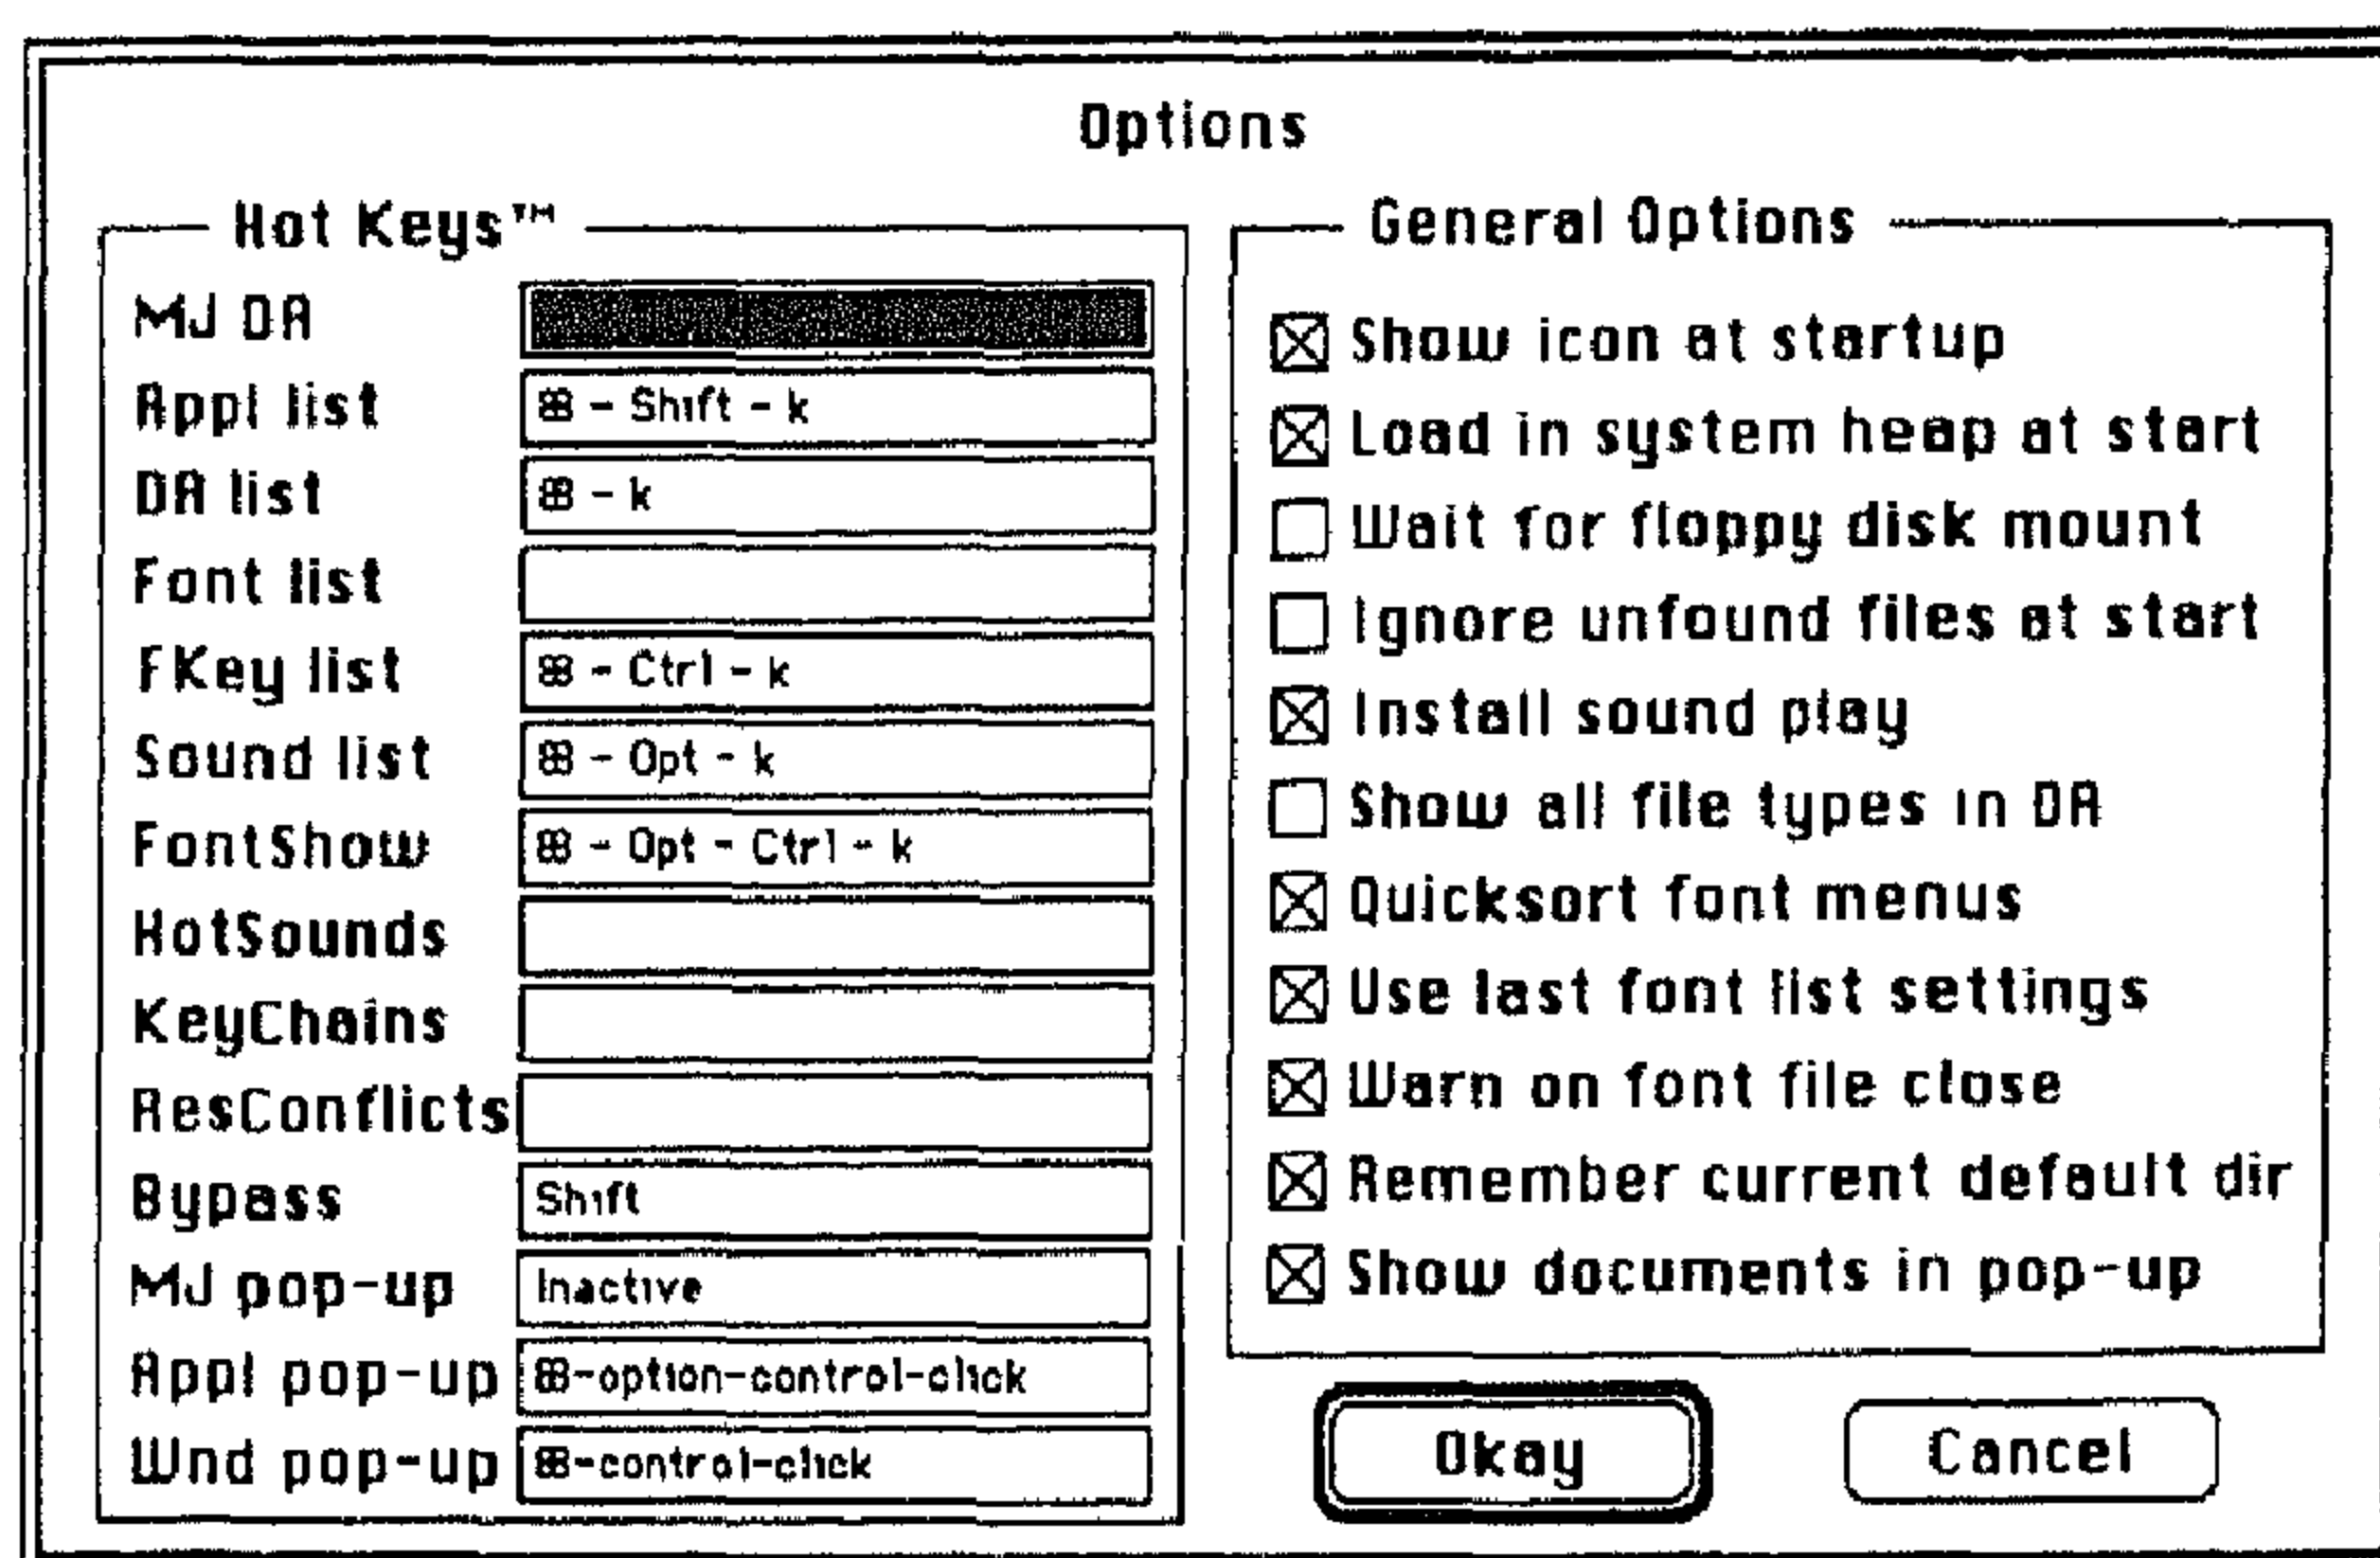 Options
Hot Keys™
MJ DA
Appl list ⌘ - Shift - k
DA list ⌘ - k
Font list
FKey list ⌘ - Ctrl - k
Sound list ⌘ - Opt - k
FontShow ⌘ - Opt - Ctrl - k
HotSounds
KeyChains
ResConflicts
Bypass Shift
MJ pop-up Inactive
Appl pop-up ⌘-option-control-click
Wnd pop-up ⌘-control-click
General Options
Show icon at startup
Load in system heap at start
Wait for floppy disk mount
Ignore unfound files at start
Install sound play
Show all file types in DA
Quicksort font menus
Use last font list settings
Warn on font file close
Remember current default dir
Show documents in pop-up
Okay Cancel